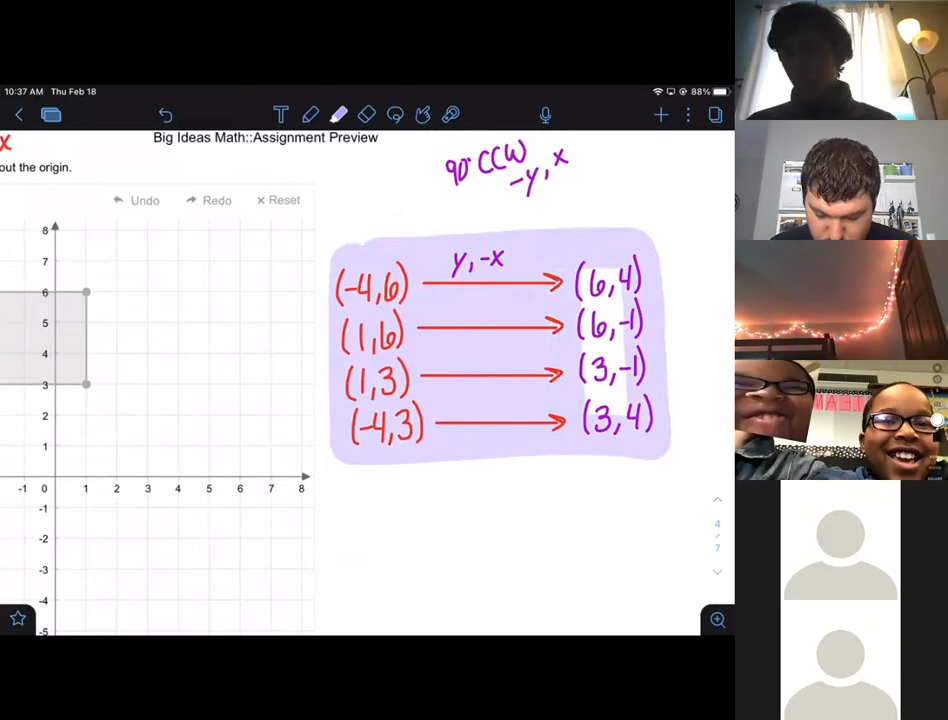 10:37 AM Thu Feb 18 88%
x
Big Ideas Math::Assignment Preview
out the origin.
90° CCW
-y, x
Undo Redo × Reset
y, -x
(-4,6) → (6,4)
(1,6) → (6,-1)
(1,3) → (3,-1)
(-4,3) → (3,4)
8
7
6
5
4
3
2
1
-1 0 1 2 3 4 5 6 7 8
-1
-2
-3
-4
-5
4
/
7